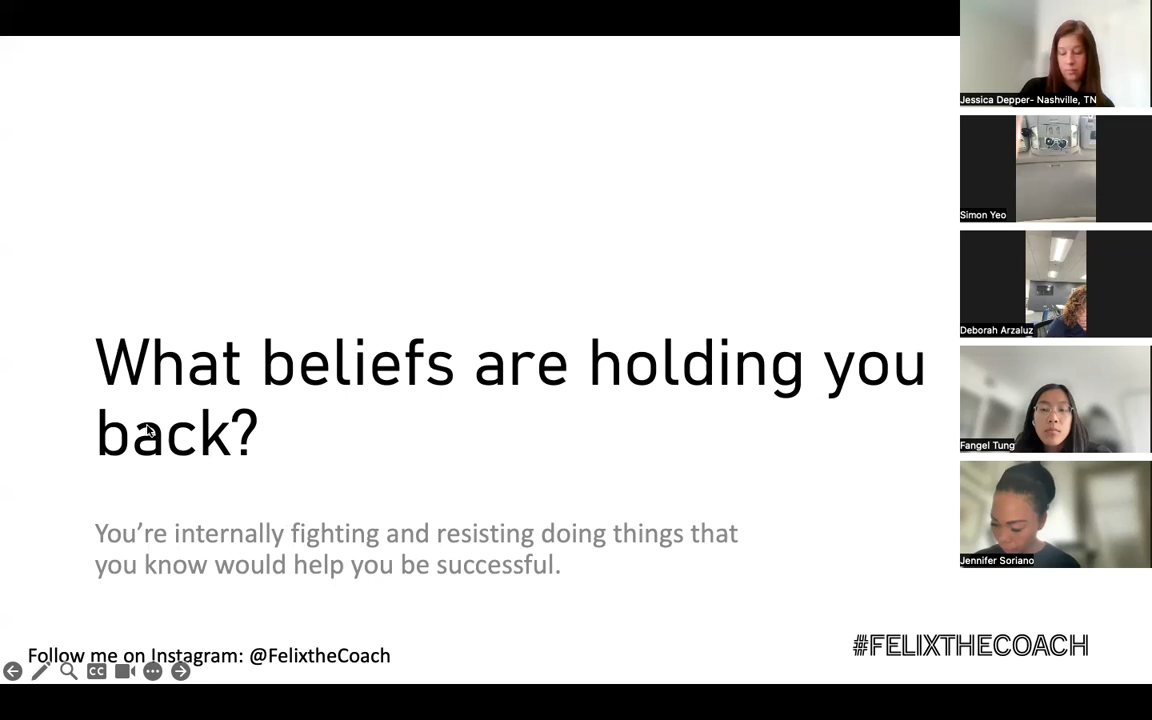 What beliefs are holding you
back?
You’re internally fighting and resisting doing things that
you know would help you be successful.
Follow me on Instagram: @FelixtheCoach
#FELIXTHECOACH
CC
Jessica Depper- Nashville, TN
Simon Yeo
Deborah Arzaluz
Fangel Tung
Jennifer Soriano